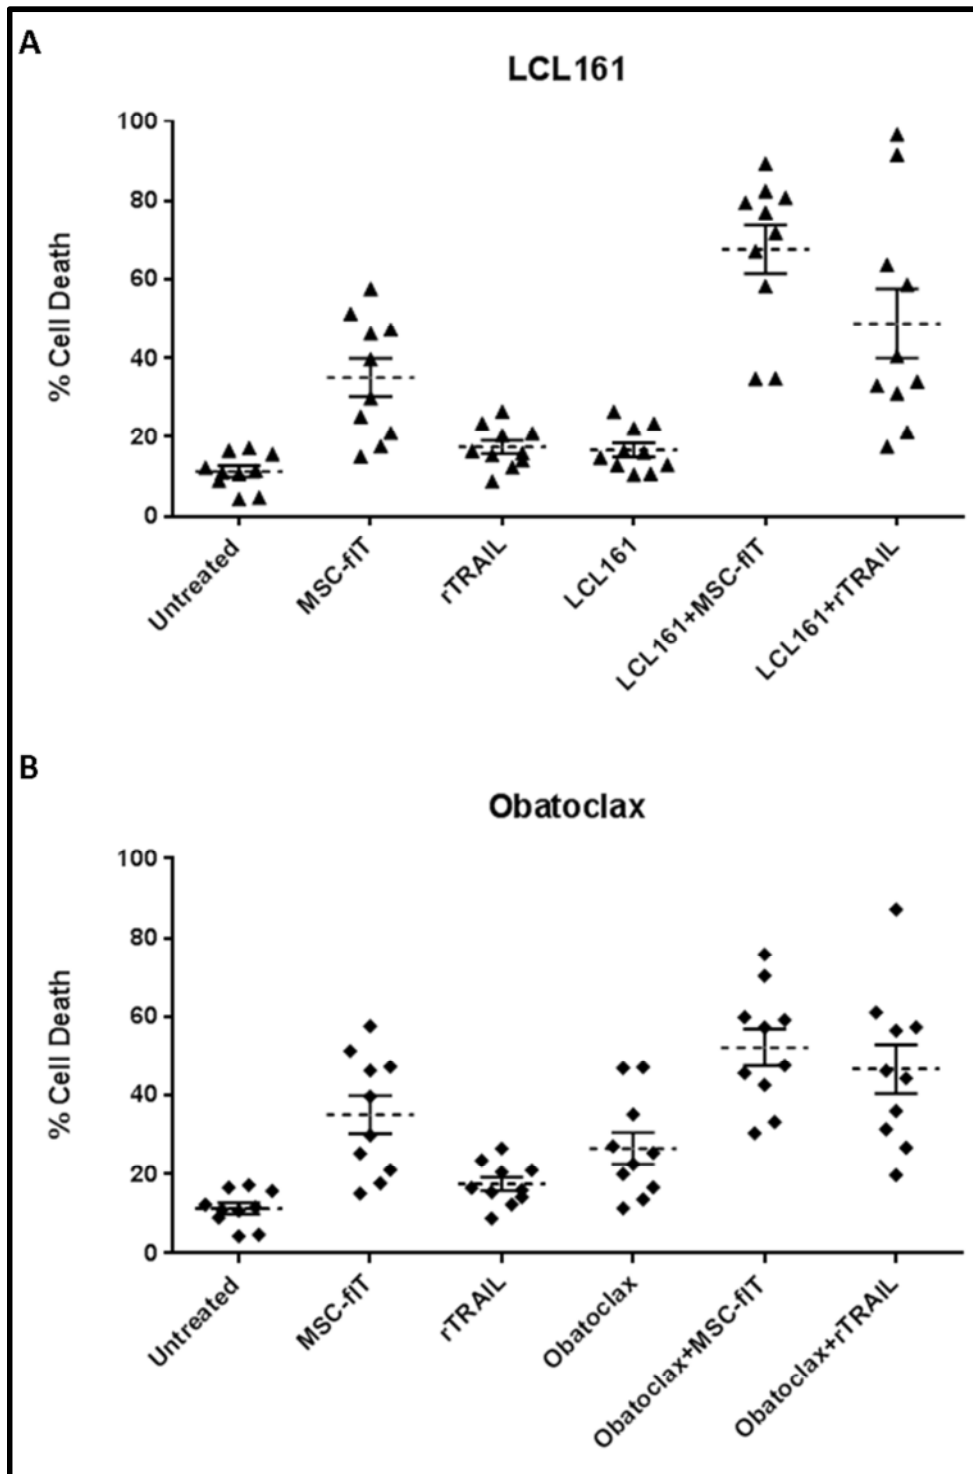 A
LCL161
% Cell Death
100
80
60
40
20
0
Untreated
MSC-flT
rTRAIL
LCL161
LCL161+MSC-flT
LCL161+rTRAIL
B
Obatoclax
% Cell Death
100
80
60
40
20
0
Untreated
MSC-flT
rTRAIL
Obatoclax
Obatoclax+MSC-flT
Obatoclax+rTRAIL